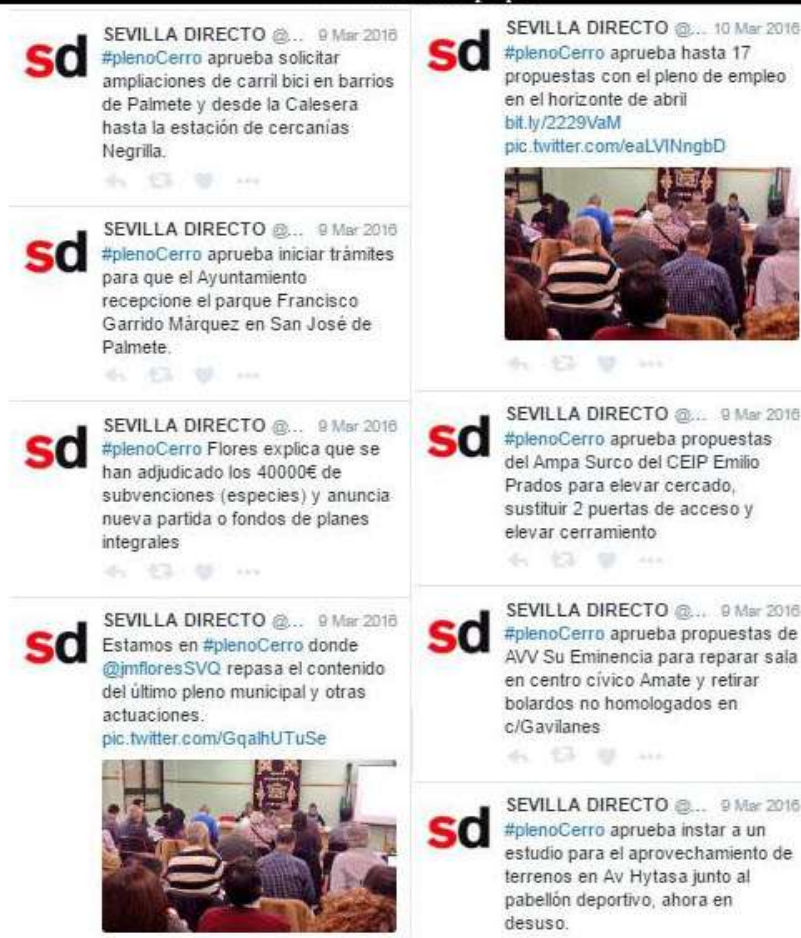 sd
SEVILLA DIRECTO @... 9 Mar 2016
#plenoCerro aprueba solicitar
ampliaciones de carril bici en barrios
de Palmete y desde la Calesera
hasta la estación de cercanías
Negrilla.
sd
SEVILLA DIRECTO @... 9 Mar 2016
#plenoCerro aprueba iniciar trámites
para que el Ayuntamiento
recepcione el parque Francisco
Garrido Márquez en San José de
Palmete.
sd
SEVILLA DIRECTO @... 9 Mar 2016
#plenoCerro Flores explica que se
han adjudicado los 40000€ de
subvenciones (especies) y anuncia
nueva partida o fondos de planes
integrales
sd
SEVILLA DIRECTO @... 9 Mar 2016
Estamos en #plenoCerro donde
@jmfloresSVQ repasa el contenido
del último pleno municipal y otras
actuaciones.
pic.twitter.com/GqalhUTuSe
sd
SEVILLA DIRECTO @... 10 Mar 2016
#plenoCerro aprueba hasta 17
propuestas con el pleno de empleo
en el horizonte de abril
bit.ly/2229VaM
pic.twitter.com/eaLVINngbD
sd
SEVILLA DIRECTO @... 9 Mar 2016
#plenoCerro aprueba propuestas
del Ampa Surco del CEIP Emilio
Prados para elevar cercado,
sustituir 2 puertas de acceso y
elevar cerramiento
sd
SEVILLA DIRECTO @... 9 Mar 2016
#plenoCerro aprueba propuestas de
AVV Su Eminencia para reparar sala
en centro cívico Amate y retirar
bolardos no homologados en
c/Gavilanes
sd
SEVILLA DIRECTO @... 9 Mar 2016
#plenoCerro aprueba instar a un
estudio para el aprovechamiento de
terrenos en Av Hytasa junto al
pabellón deportivo, ahora en
desuso.